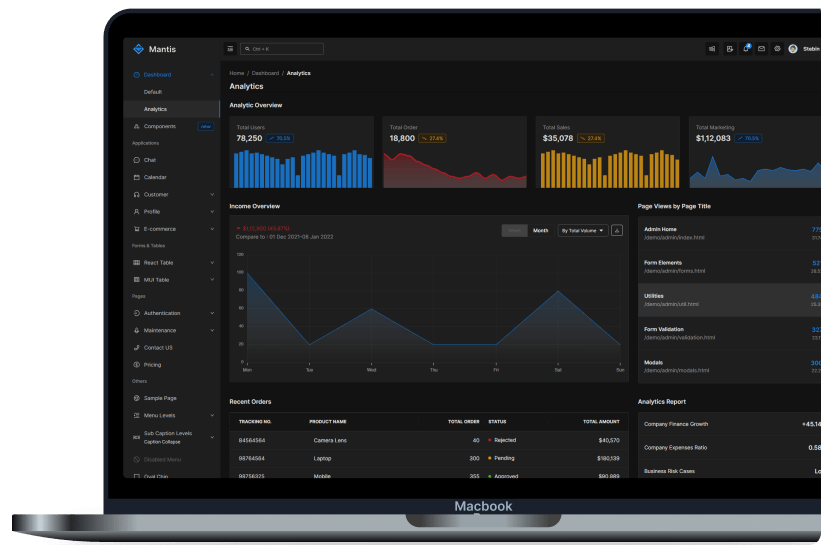 Mantis
Ctrl + K
Stebin
Dashboard
Default
Analytics
Components
new
Applications
Chat
Calendar
Customer
Profile
E-commerce
Forms & Tables
React Table
MUI Table
Pages
Authentication
Maintenance
Contact US
Pricing
Others
Sample Page
Menu Levels
Sub Caption Levels
Caption Collapse
Disabled Menu
Oval Chip
Home / Dashboard / Analytics
Analytics
Analytic Overview
Total Users
78,250 70.5%
Total Order
18,800 27.4%
Total Sales
$35,078 27.4%
Total Marketing
$1,12,083 70.5%
Income Overview
Compare to : 01 Dec 2021-08 Jan 2022
Month
By Total Volume
100
80
60
40
20
0
Mon Tue Wed Thu Fri Sat Sun
Page Views by Page Title
Admin Home
/demo/admin/index.html
Form Elements
/demo/admin/forms.html
Utilities
/demo/admin/util.html
Form Validation
/demo/admin/validation.html
Modals
/demo/admin/modals.html
Recent Orders
TRACKING NO. PRODUCT NAME TOTAL ORDER STATUS TOTAL AMOUNT
84564564 Camera Lens 40 Rejected $40,570
98764564 Laptop 300 Pending $180,139
98756325 Mobile 355 Approved $90,989
Analytics Report
Company Finance Growth +45.14
Company Expenses Ratio 0.58
Business Risk Cases Lo
Macbook